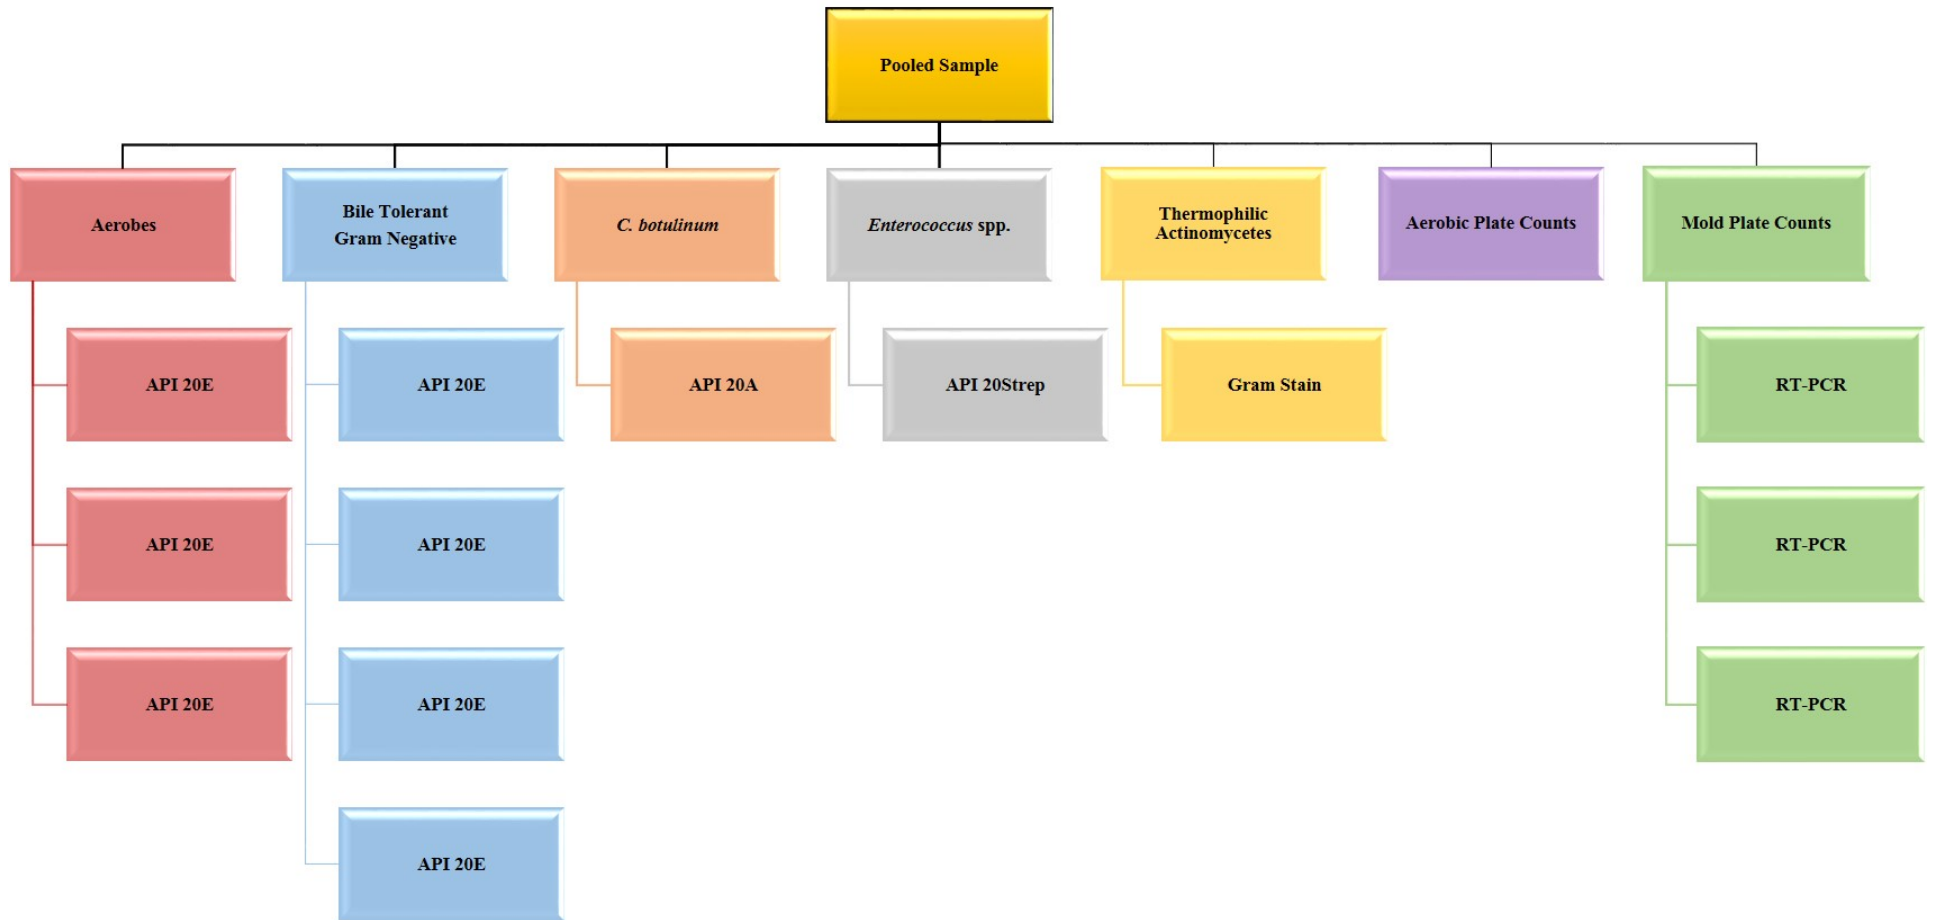 Pooled Sample
Aerobes
Bile Tolerant
Gram Negative
C. botulinum
Enterococcus spp.
Thermophilic
Actinomycetes
Aerobic Plate Counts
Mold Plate Counts
API 20E
API 20E
API 20A
API 20Strep
Gram Stain
RT-PCR
API 20E
API 20E
RT-PCR
API 20E
API 20E
RT-PCR
API 20E